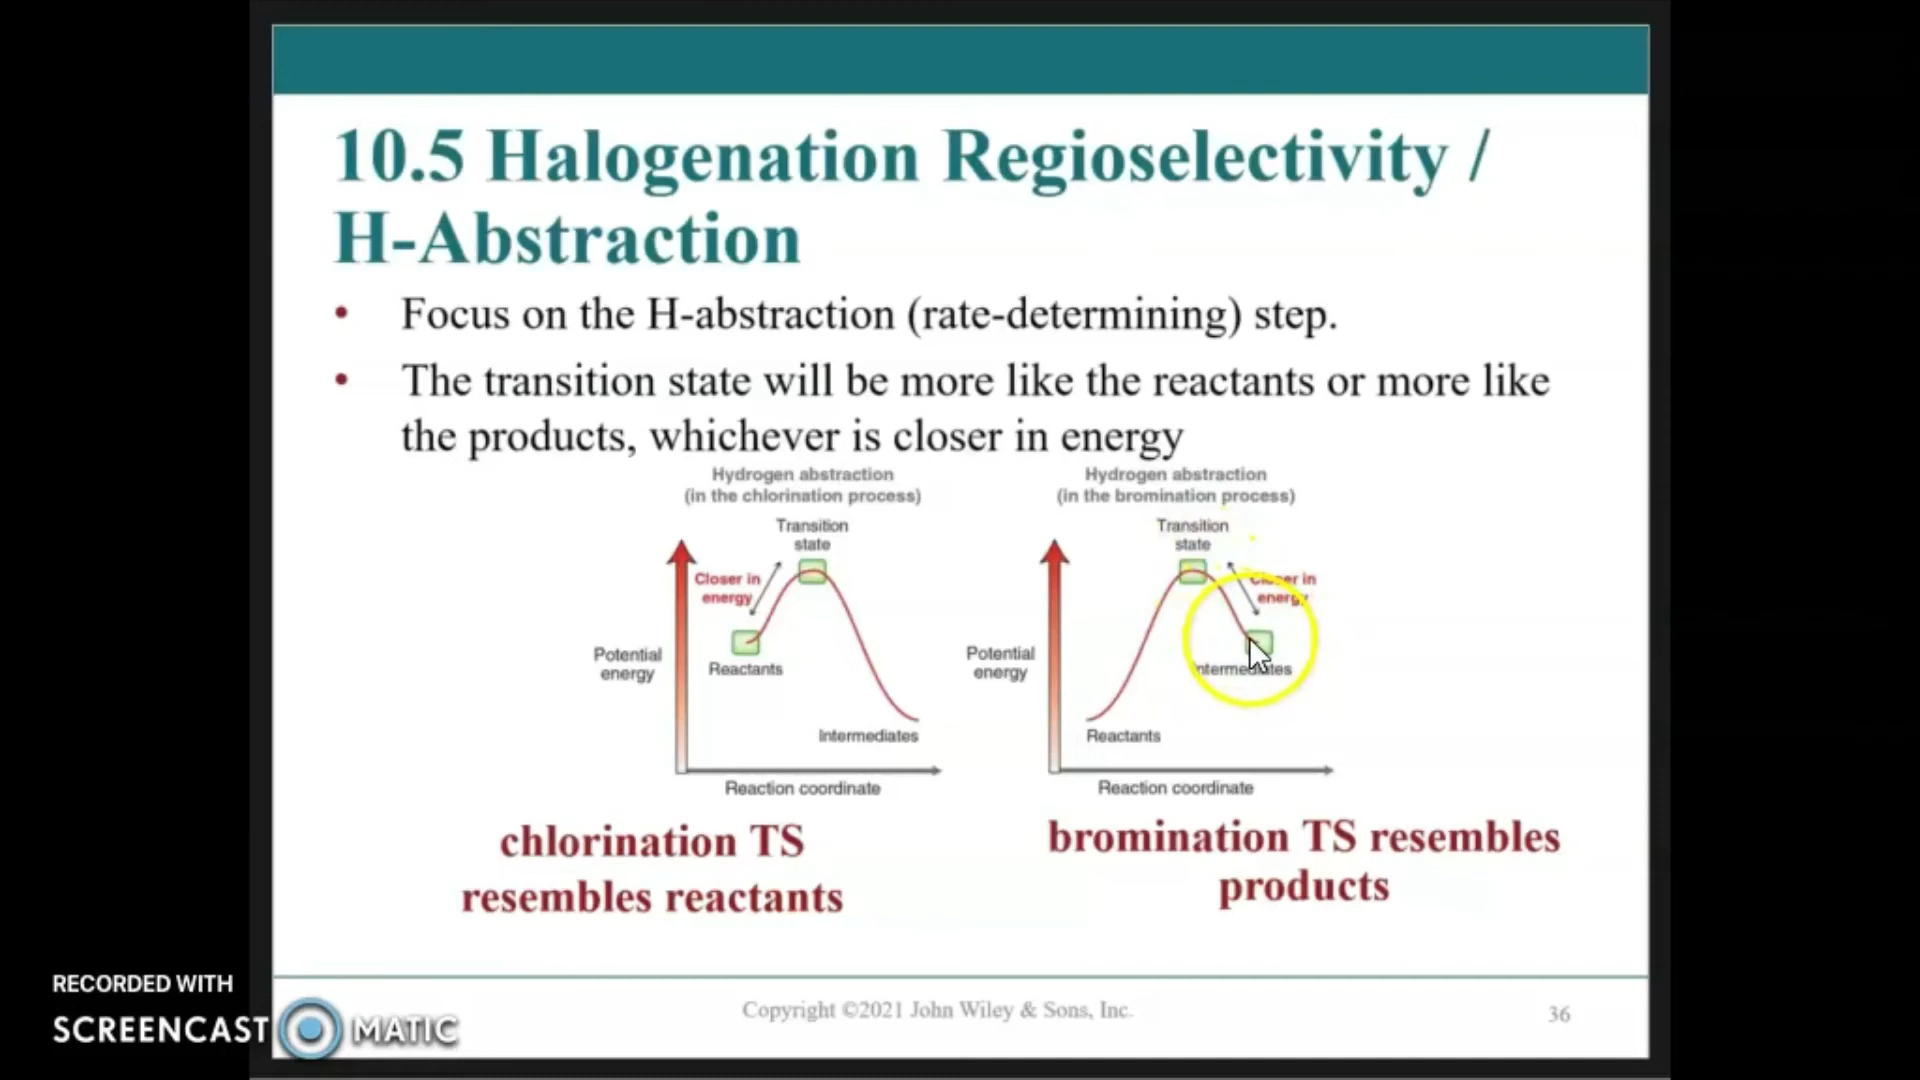 10.5 Halogenation Regioselectivity /
H-Abstraction
• Focus on the H-abstraction (rate-determining) step.
• The transition state will be more like the reactants or more like
the products, whichever is closer in energy
Hydrogen abstraction
(in the chlorination process)
Transition
state
Closer in
energy
Potential
energy
Reactants
Intermediates
Reaction coordinate
Hydrogen abstraction
(in the bromination process)
Transition
state
Closer in
energy
Potential
energy
Intermediates
Reactants
Reaction coordinate
chlorination TS
resembles reactants
bromination TS resembles
products
Copyright ©2021 John Wiley & Sons, Inc.
36
RECORDED WITH
SCREENCAST MATIC